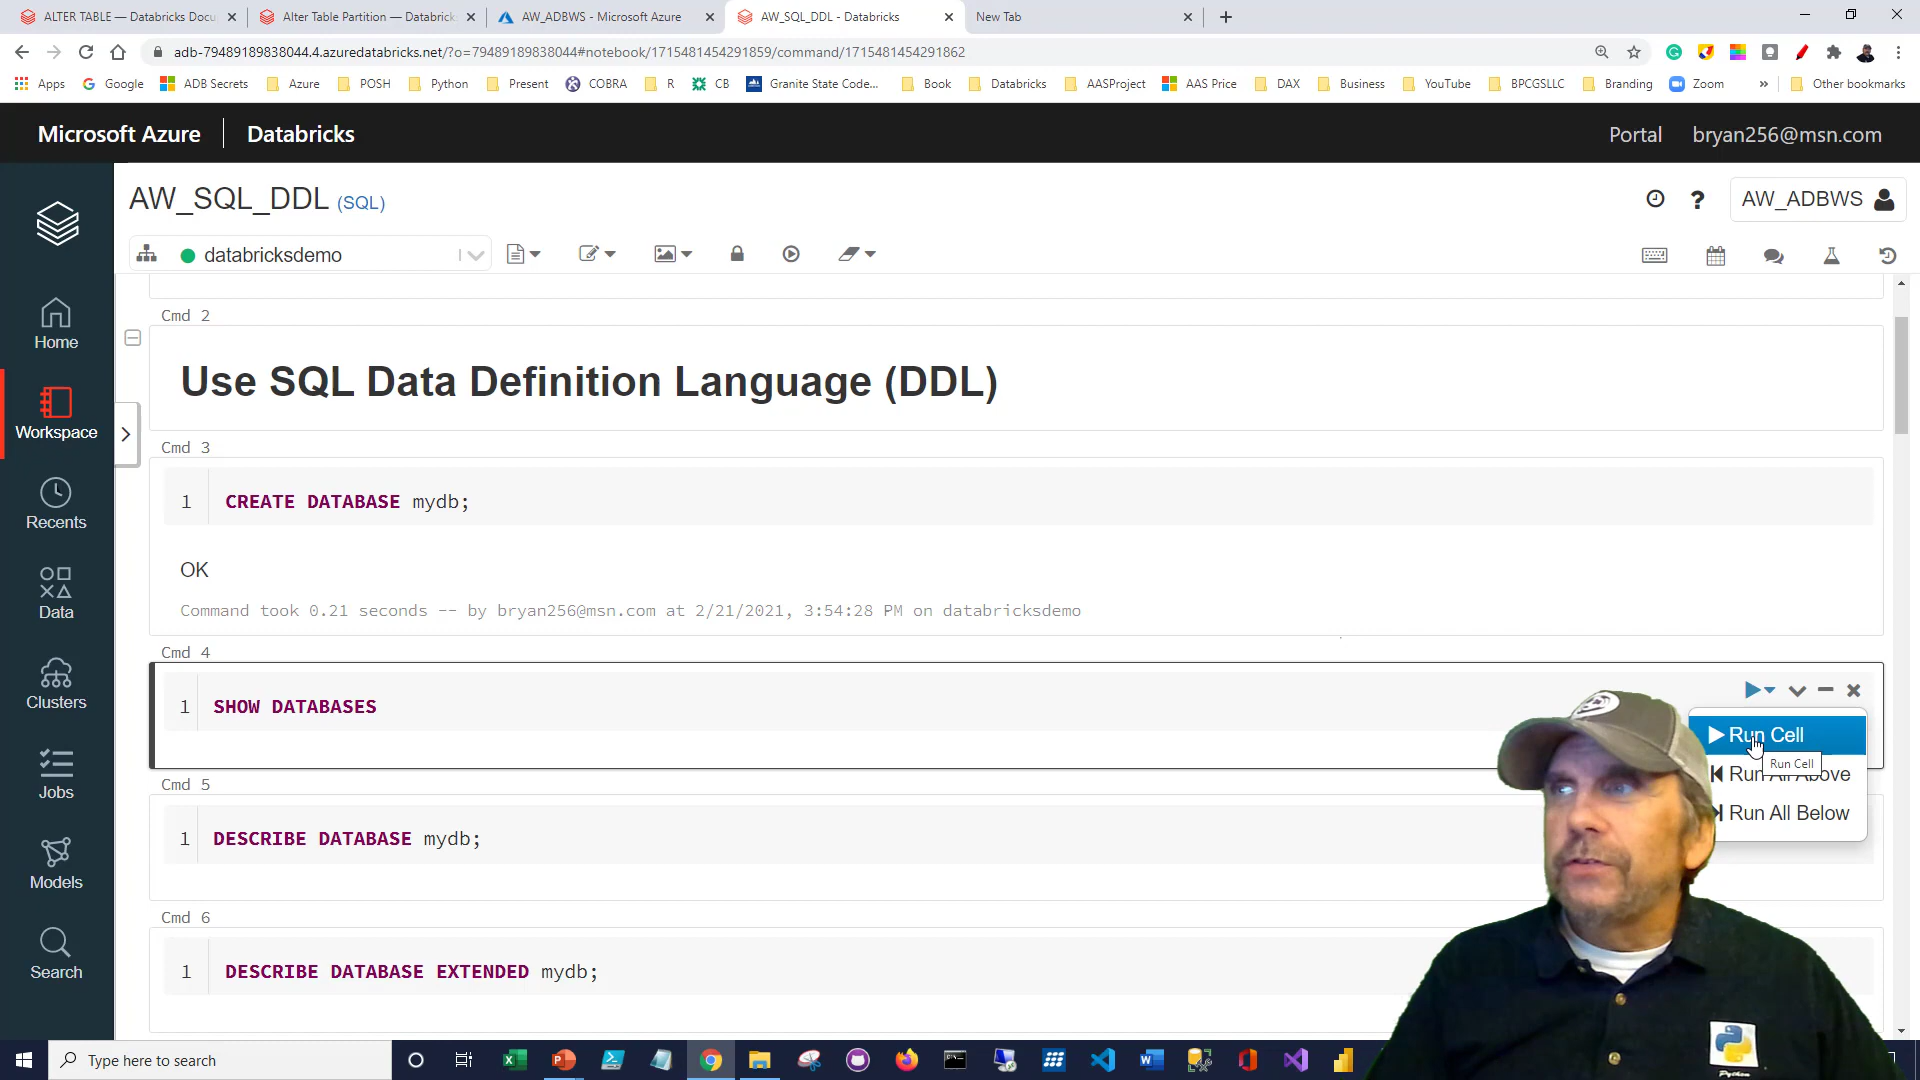 ALTER TABLE — Databricks Docu
Alter Table Partition — Databricks
AW_ADBWS - Microsoft Azure
AW_SQL_DDL - Databricks
New Tab
adb-79489189838044.4.azuredatabricks.net/?o=79489189838044#notebook/1715481454291859/command/1715481454291862
Apps
Google
ADB Secrets
Azure
POSH
Python
Present
COBRA
R
CB
Granite State Code...
Book
Databricks
AASProject
AAS Price
DAX
Business
YouTube
BPCGSLLC
Branding
Zoom
»
Other bookmarks
Microsoft Azure
Databricks
Portal
bryan256@msn.com
AW_SQL_DDL (SQL)
? AW_ADBWS
databricksdemo
Home
Workspace
Recents
Data
Clusters
Jobs
Models
Search
Cmd 2
Use SQL Data Definition Language (DDL)
Cmd 3
1 CREATE DATABASE mydb;
OK
Command took 0.21 seconds -- by bryan256@msn.com at 2/21/2021, 3:54:28 PM on databricksdemo
Cmd 4
1 SHOW DATABASES
Run Cell
Run Cell
Run All Above
Run All Below
Cmd 5
1 DESCRIBE DATABASE mydb;
Cmd 6
1 DESCRIBE DATABASE EXTENDED mydb;
Python
Type here to search